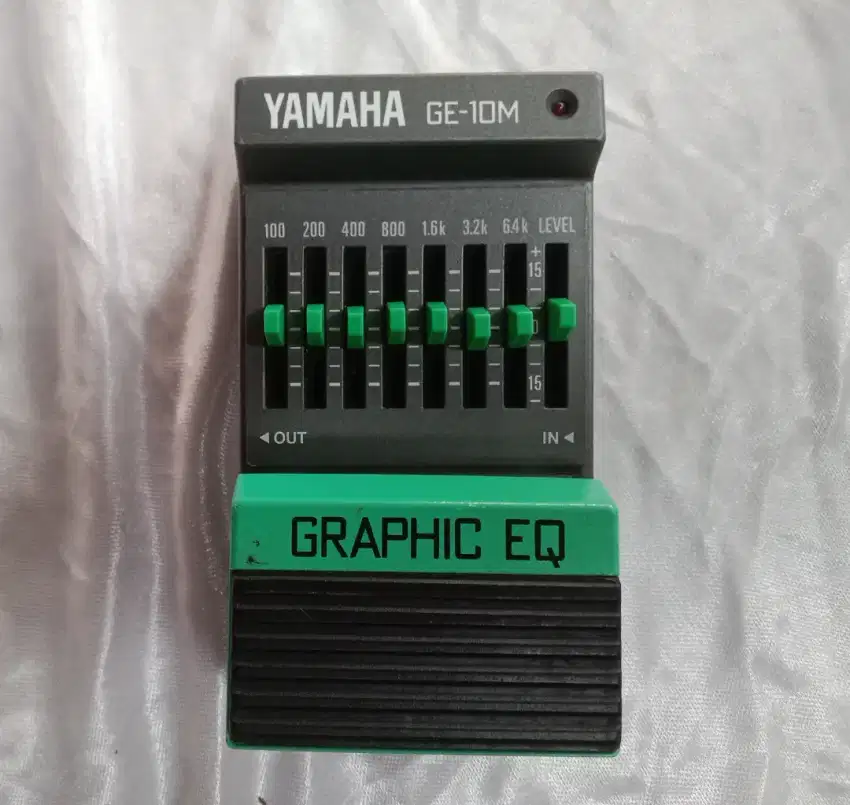 YAMAHA GE-10M
100 200 400 800 1.6k 3.2k 6.4k LEVEL
+
15
0
15
−
◀ OUT IN ◀
GRAPHIC EQ